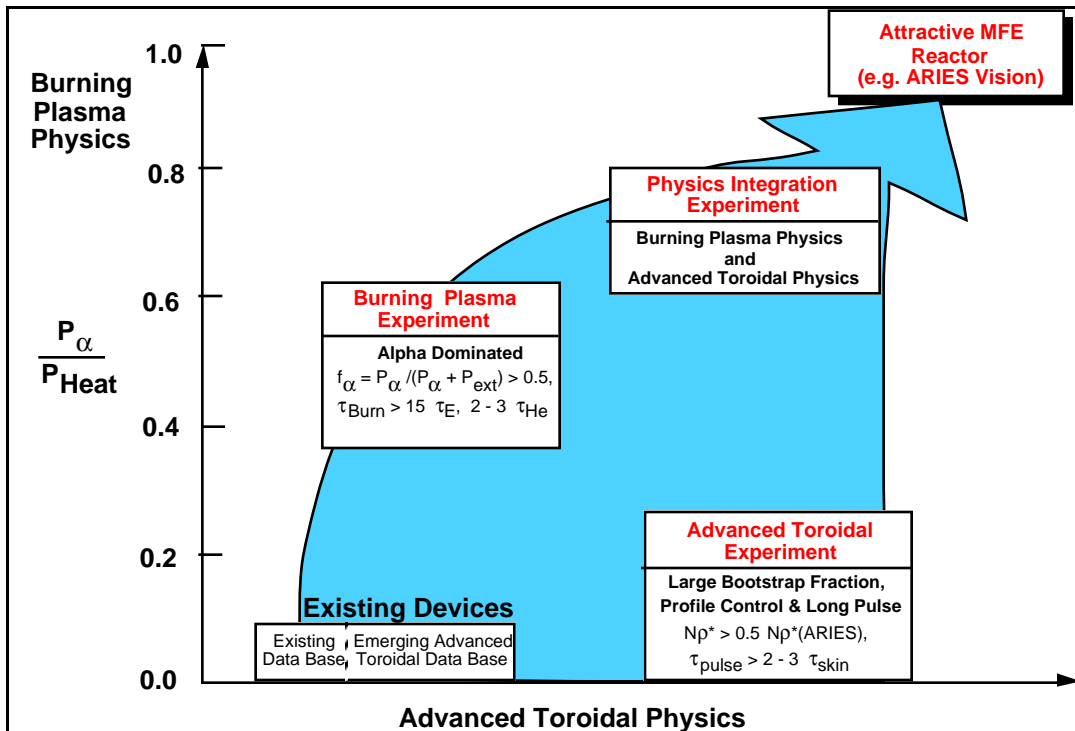 Attractive MFE
Reactor
(e.g. ARIES Vision)
1.0
Burning
Plasma
Physics
0.8
Physics Integration
Experiment
Burning Plasma Physics
and
Advanced Toroidal Physics
0.6
Burning Plasma
Experiment
Alpha Dominated
fα = Pα /(Pα + Pext) > 0.5,
τBurn > 15 τE, 2 - 3 τHe
Pα
PHeat
0.4
Advanced Toroidal
Experiment
Large Bootstrap Fraction,
Profile Control & Long Pulse
Nρ* > 0.5 Nρ*(ARIES),
τpulse > 2 - 3 τskin
0.2
Existing Devices
Existing
Data Base
Emerging Advanced
Toroidal Data Base
0.0
Advanced Toroidal Physics